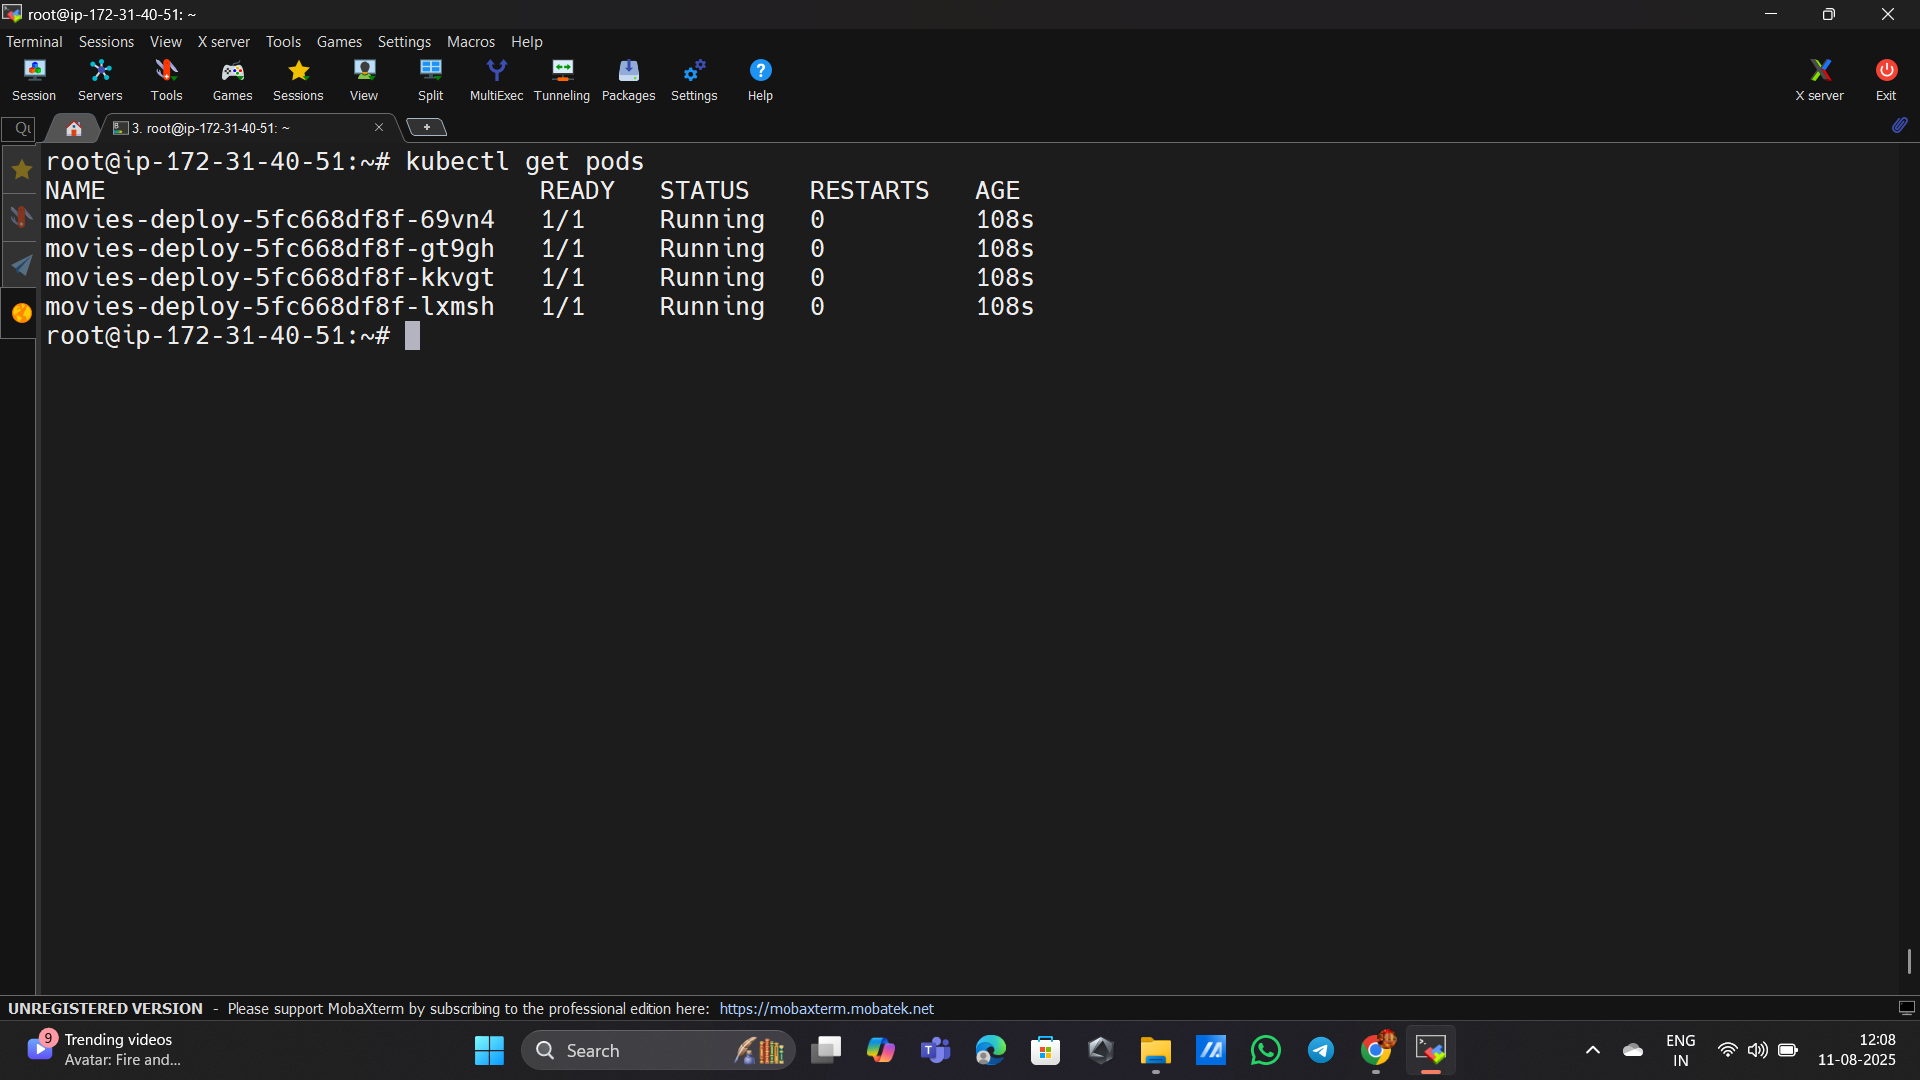 root@ip-172-31-40-51: ~
Terminal Sessions View X server Tools Games Settings Macros Help
Session Servers Tools Games Sessions View Split MultiExec Tunneling Packages Settings Help X server Exit
3. root@ip-172-31-40-51: ~
root@ip-172-31-40-51:~# kubectl get pods
NAME READY STATUS RESTARTS AGE
movies-deploy-5fc668df8f-69vn4 1/1 Running 0 108s
movies-deploy-5fc668df8f-gt9gh 1/1 Running 0 108s
movies-deploy-5fc668df8f-kkvgt 1/1 Running 0 108s
movies-deploy-5fc668df8f-lxmsh 1/1 Running 0 108s
root@ip-172-31-40-51:~#
UNREGISTERED VERSION - Please support MobaXterm by subscribing to the professional edition here: https://mobaxterm.mobatek.net
9 Trending videos
Avatar: Fire and...
Search
ENG
IN
12:08
11-08-2025